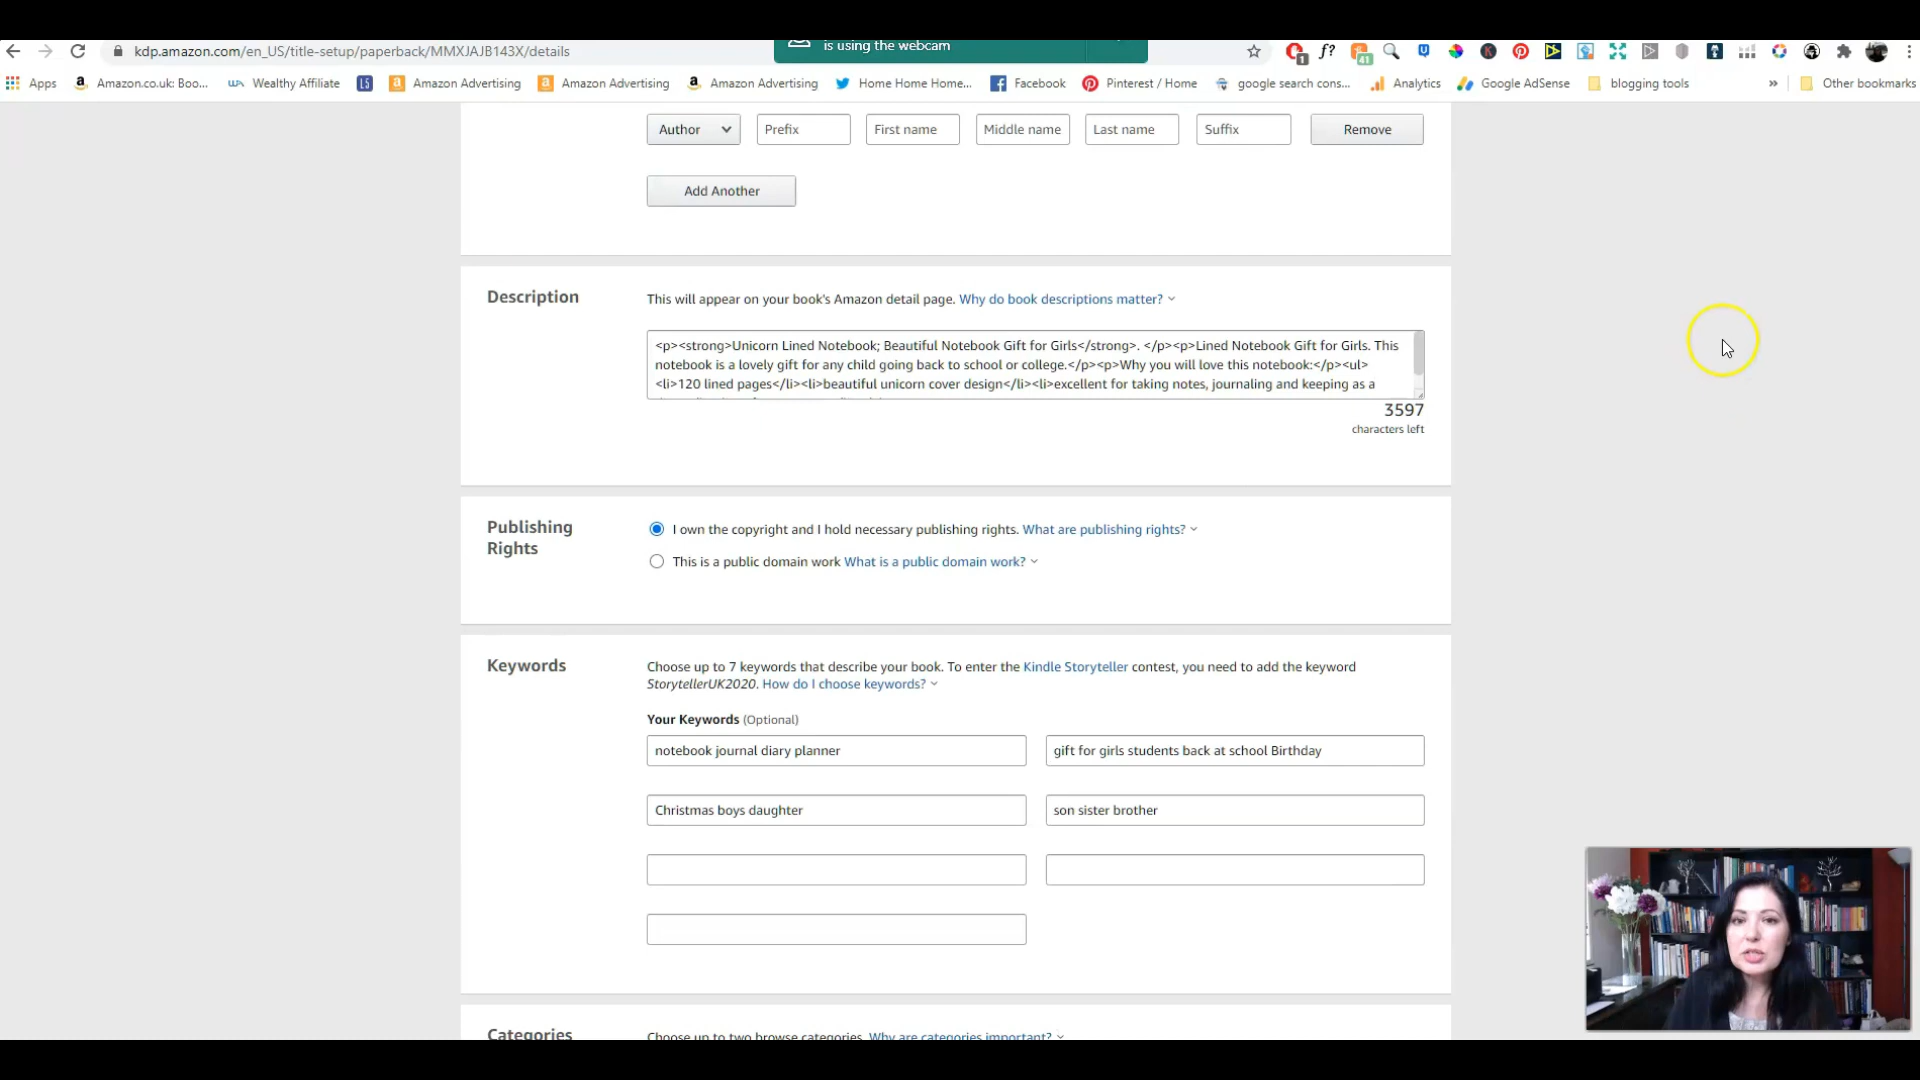 kdp.amazon.com/en_US/title-setup/paperback/MMXJAJB143X/details
is using the webcam
1
f?
41
Apps
Amazon.co.uk: Boo...
Wealthy Affiliate
Amazon Advertising
Amazon Advertising
Amazon Advertising
Home Home Home...
Facebook
Pinterest / Home
google search cons...
Analytics
Google AdSense
blogging tools
»
Other bookmarks
Author
Prefix
First name
Middle name
Last name
Suffix
Remove
Add Another
Description
This will appear on your book's Amazon detail page. Why do book descriptions matter?
<p><strong>Unicorn Lined Notebook; Beautiful Notebook Gift for Girls</strong>. </p><p>Lined Notebook Gift for Girls. This
notebook is a lovely gift for any child going back to school or college.</p><p>Why you will love this notebook:</p><ul>
<li>120 lined pages</li><li>beautiful unicorn cover design</li><li>excellent for taking notes, journaling and keeping as a
3597
characters left
Publishing
Rights
I own the copyright and I hold necessary publishing rights. What are publishing rights?
This is a public domain work What is a public domain work?
Keywords
Choose up to 7 keywords that describe your book. To enter the Kindle Storyteller contest, you need to add the keyword
StorytellerUK2020. How do I choose keywords?
Your Keywords (Optional)
notebook journal diary planner
gift for girls students back at school Birthday
Christmas boys daughter
son sister brother
Categories
Choose up to two browse categories. Why are categories important?